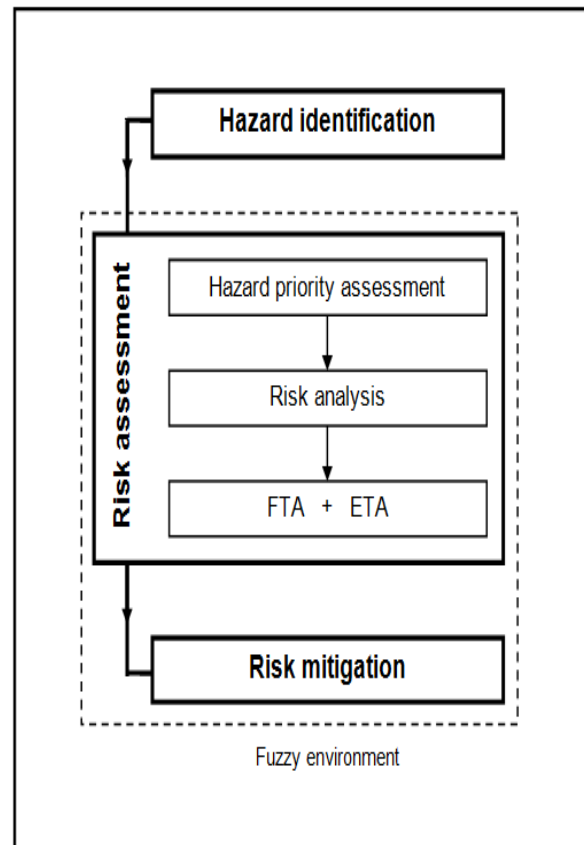 Hazard identification
Risk assessment
Hazard priority assessment
Risk analysis
FTA + ETA
Risk mitigation
Fuzzy environment